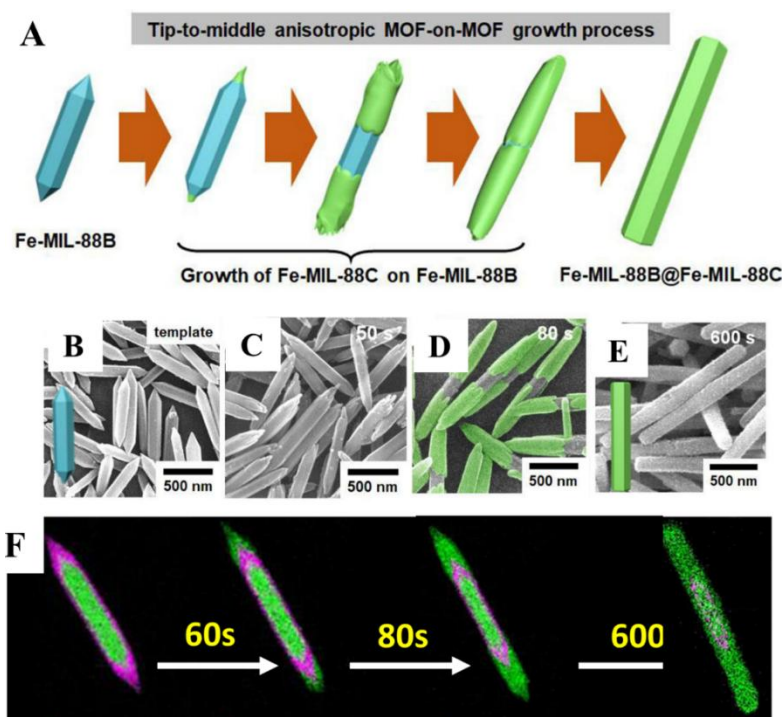 A
Tip-to-middle anisotropic MOF-on-MOF growth process
Fe-MIL-88B
Growth of Fe-MIL-88C on Fe-MIL-88B
Fe-MIL-88B@Fe-MIL-88C
B
template
500 nm
C
50 s
500 nm
D
80 s
500 nm
E
600 s
500 nm
F
60s
80s
600